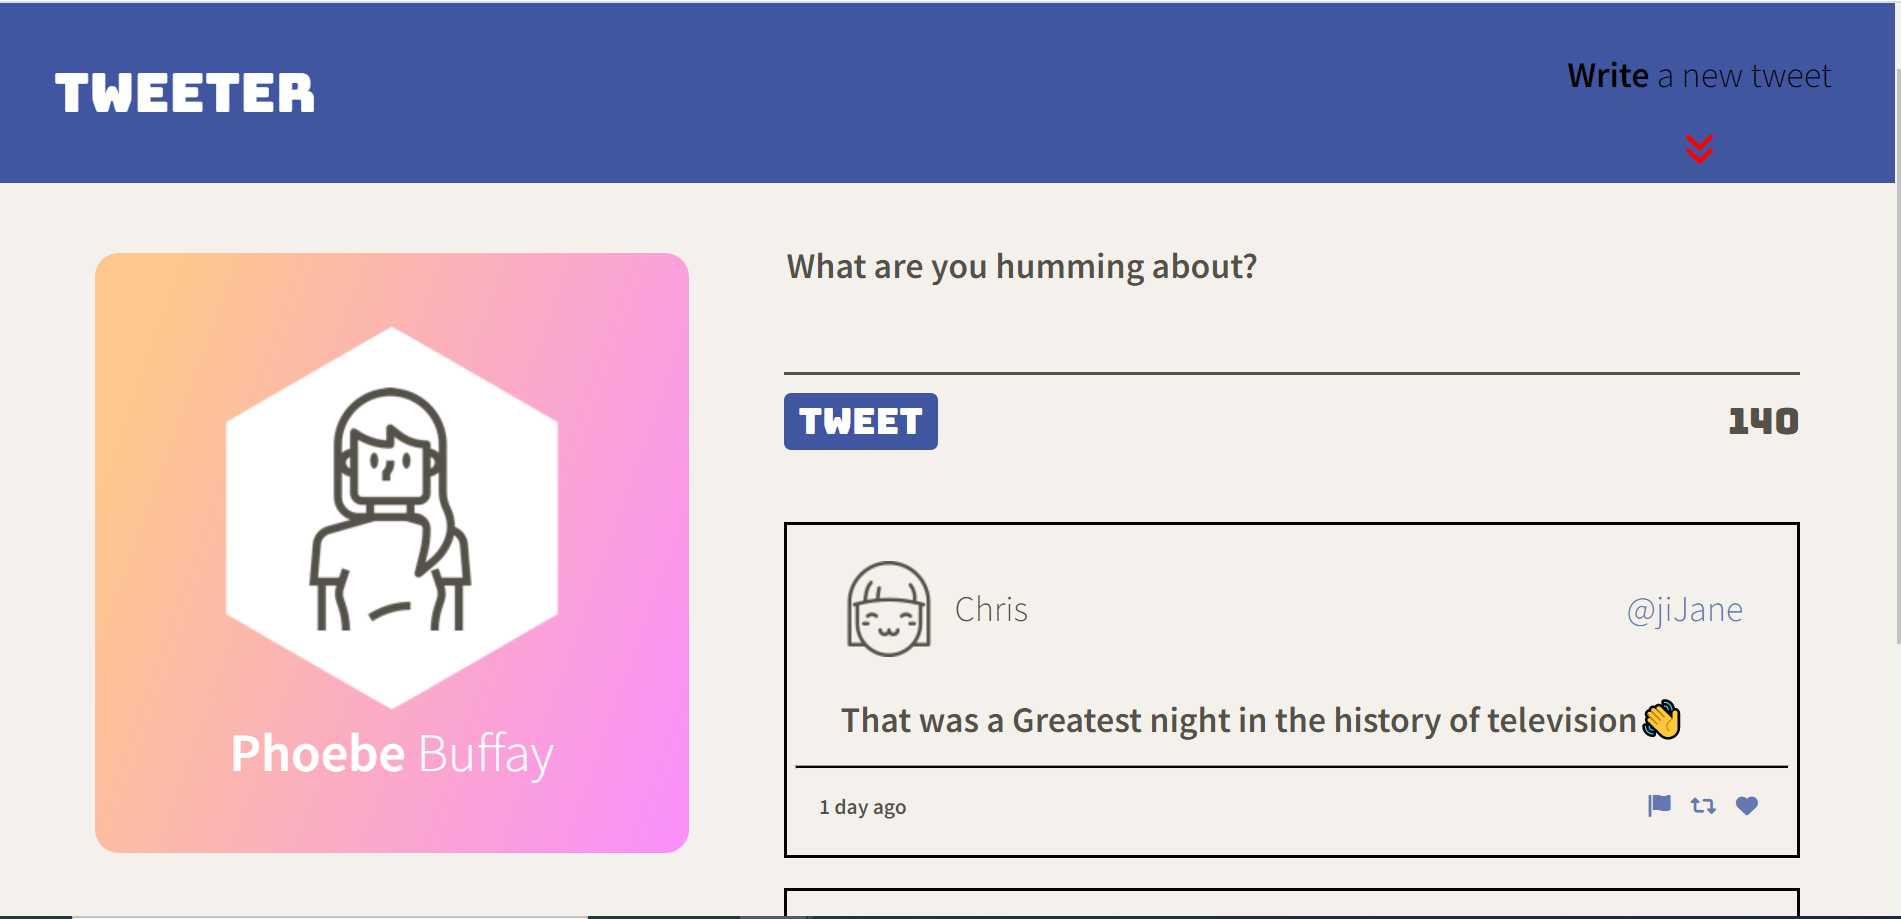 TWEETER
Write a new tweet
Phoebe Buffay
What are you humming about?
TWEET
140
Chris
@jiJane
That was a Greatest night in the history of television👋
1 day ago